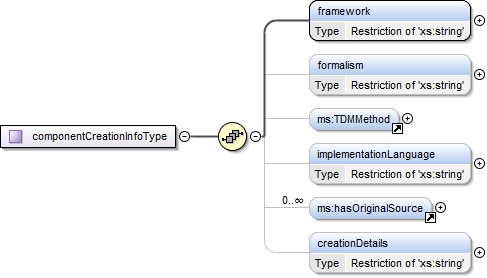 framework
Type Restriction of 'xs:string'
formalism
Type Restriction of 'xs:string'
ms:TDMMethod
componentCreationInfoType
implementationLanguage
Type Restriction of 'xs:string'
0..∞
ms:hasOriginalSource
creationDetails
Type Restriction of 'xs:string'